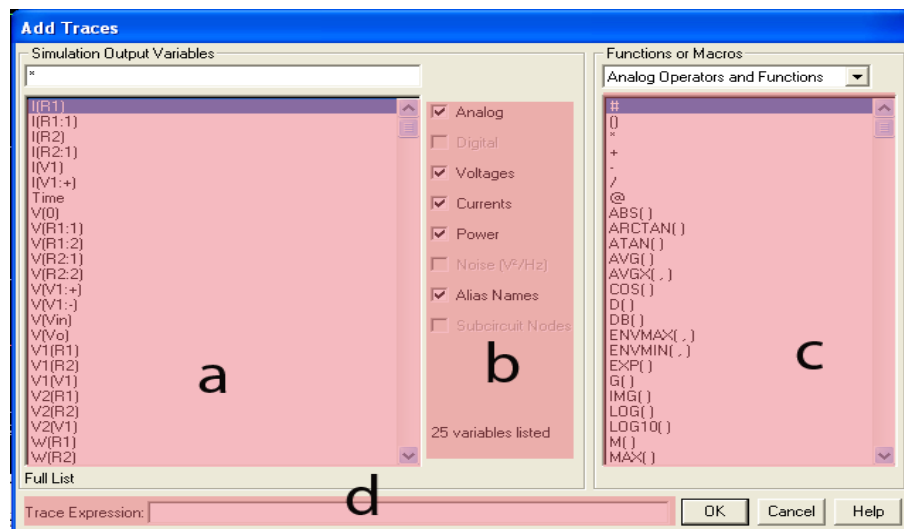 Add Traces
Simulation Output Variables
*
I(R1)
I(R1:1)
I(R2)
I(R2:1)
I(V1)
I(V1:+)
Time
V(0)
V(R1:1)
V(R1:2)
V(R2:1)
V(R2:2)
V(V1:+)
V(V1:-)
V(Vin)
V(Vo)
V1(R1)
V1(R2)
V1(V1)
V2(R1)
V2(R2)
V2(V1)
W(R1)
W(R2)
Full List
a
Analog
Digital
Voltages
Currents
Power
Noise (V²/Hz)
Alias Names
Subcircuit Nodes
b
25 variables listed
Functions or Macros
Analog Operators and Functions
#
()
*
+
-
/
@
ABS( )
ARCTAN( )
ATAN( )
AVG( )
AVGX( , )
COS( )
D( )
DB( )
ENVMAX( , )
ENVMIN( , )
EXP( )
G( )
IMG( )
LOG( )
LOG10( )
M( )
MAX( )
c
d
Trace Expression:
OK
Cancel
Help